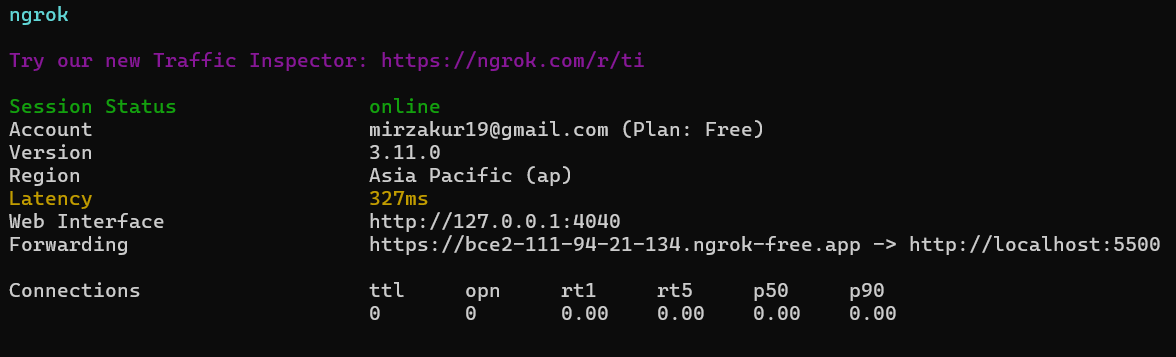 ngrok
Try our new Traffic Inspector: https://ngrok.com/r/ti
Session Status online
Account mirzakur19@gmail.com (Plan: Free)
Version 3.11.0
Region Asia Pacific (ap)
Latency 327ms
Web Interface http://127.0.0.1:4040
Forwarding https://bce2-111-94-21-134.ngrok-free.app -> http://localhost:5500
Connections ttl opn rt1 rt5 p50 p90
0 0 0.00 0.00 0.00 0.00